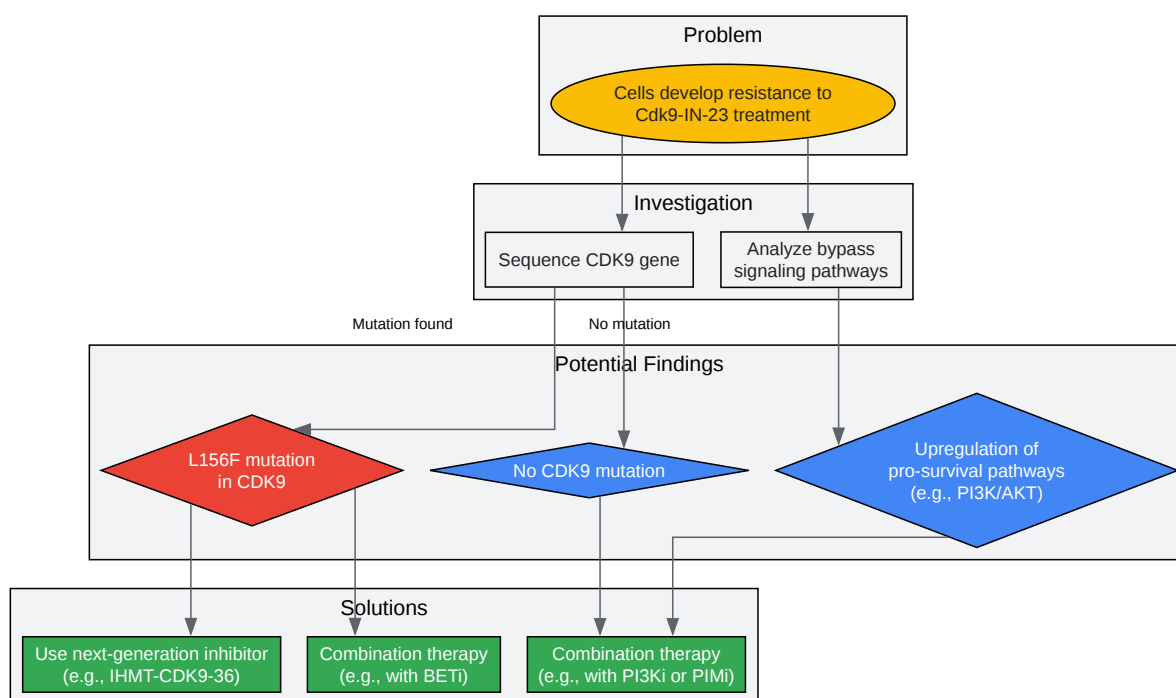 Problem
Cells develop resistance to
Cdk9-IN-23 treatment
Investigation
Sequence CDK9 gene
Analyze bypass
signaling pathways
Mutation found
No mutation
Potential Findings
L156F mutation
in CDK9
No CDK9 mutation
Upregulation of
pro-survival pathways
(e.g., PI3K/AKT)
Solutions
Use next-generation inhibitor
(e.g., IHMT-CDK9-36)
Combination therapy
(e.g., with BETi)
Combination therapy
(e.g., with PI3Ki or PIMi)